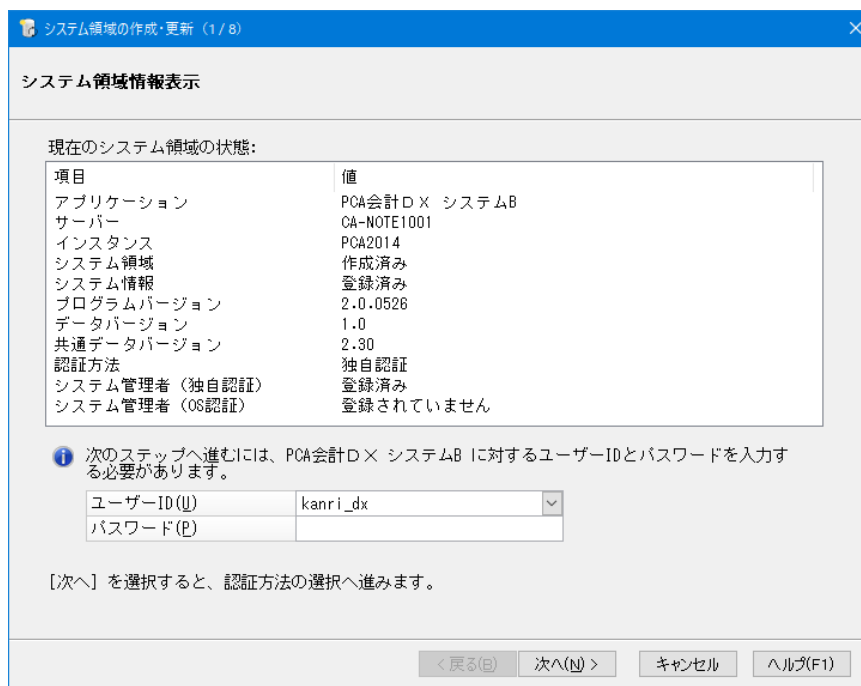 システム領域の作成・更新（1/8）
システム領域情報表示
現在のシステム領域の状態:
項目 値
アプリケーション PCA会計DX システムB
サーバー CA-NOTE1001
インスタンス PCA2014
システム領域 作成済み
システム情報 登録済み
プログラムバージョン 2.0.0526
データバージョン 1.0
共通データバージョン 2.30
認証方法 独自認証
システム管理者（独自認証） 登録済み
システム管理者（OS認証） 登録されていません
次のステップへ進むには、PCA会計DX システムB に対するユーザーIDとパスワードを入力す
る必要があります。
ユーザーID(U) kanri_dx
パスワード(P)
[次へ] を選択すると、認証方法の選択へ進みます。
< 戻る(B) 次へ(N) > キャンセル ヘルプ(F1)